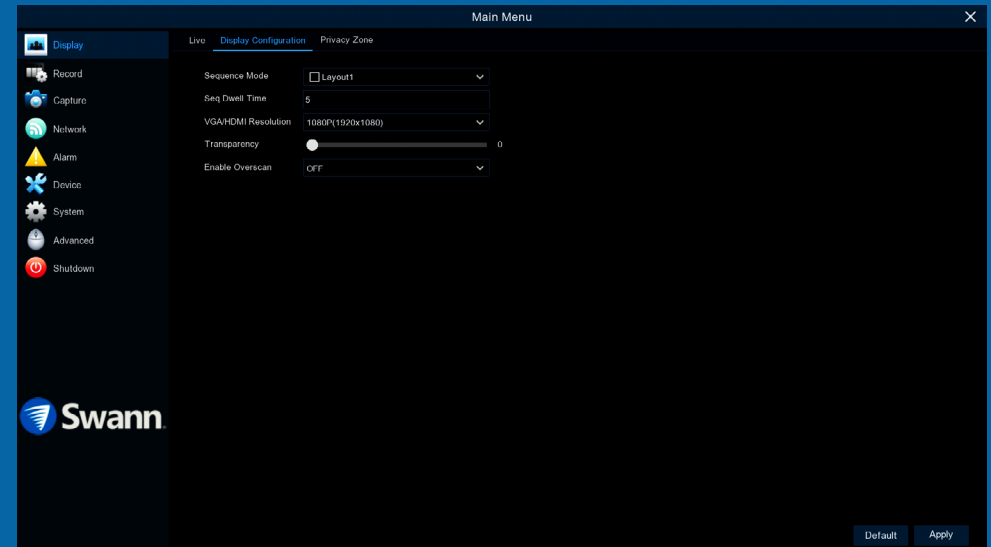 Main Menu
Display
Record
Capture
Network
Alarm
Device
System
Advanced
Shutdown
Swann
Live Display Configuration Privacy Zone
Sequence Mode Layout1
Seq Dwell Time 5
VGA/HDMI Resolution 1080P(1920x1080)
Transparency 0
Enable Overscan OFF
Default Apply